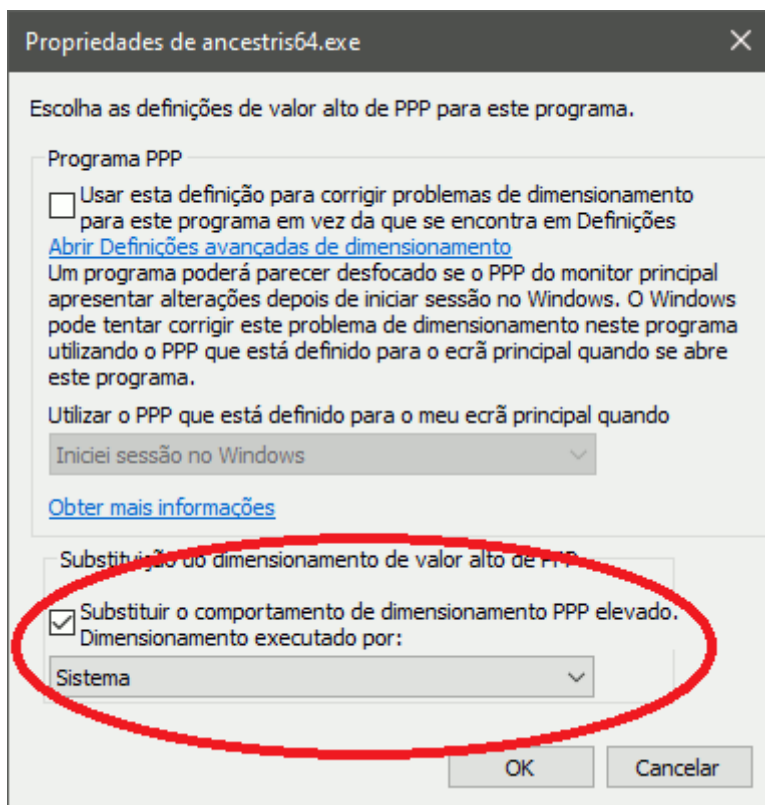 Propriedades de ancestris64.exe
Escolha as definições de valor alto de PPP para este programa.
Programa PPP
Usar esta definição para corrigir problemas de dimensionamento
para este programa em vez da que se encontra em Definições
Abrir Definições avançadas de dimensionamento
Um programa poderá parecer desfocado se o PPP do monitor principal
apresentar alterações depois de iniciar sessão no Windows. O Windows
pode tentar corrigir este problema de dimensionamento neste programa
utilizando o PPP que está definido para o ecrã principal quando se abre
este programa.
Utilizar o PPP que está definido para o meu ecrã principal quando
Iniciei sessão no Windows
Obter mais informações
Substituição do dimensionamento de valor alto de PPP
Substituir o comportamento de dimensionamento PPP elevado.
Dimensionamento executado por:
Sistema
OK
Cancelar